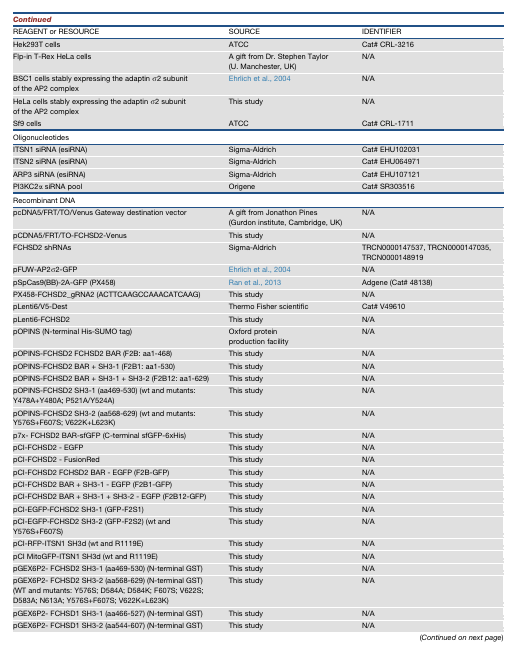 Continued
REAGENT or RESOURCE SOURCE IDENTIFIER
Hek293T cells ATCC Cat# CRL-3216
Flp-in T-Rex HeLa cells A gift from Dr. Stephen Taylor N/A
(U. Manchester, UK)
BSC1 cells stably expressing the adaptin σ2 subunit Ehrlich et al., 2004 N/A
of the AP2 complex
HeLa cells stably expressing the adaptin σ2 subunit This study N/A
of the AP2 complex
Sf9 cells ATCC Cat# CRL-1711
Oligonucleotides
ITSN1 siRNA (esiRNA) Sigma-Aldrich Cat# EHU102031
ITSN2 siRNA (esiRNA) Sigma-Aldrich Cat# EHU064971
ARP3 siRNA (esiRNA) Sigma-Aldrich Cat# EHU107121
PI3KC2α siRNA pool Origene Cat# SR303516
Recombinant DNA
pcDNA5/FRT/TO/Venus Gateway destination vector A gift from Jonathon Pines N/A
(Gurdon institute, Cambridge, UK)
pCDNA5/FRT/TO-FCHSD2-Venus This study N/A
FCHSD2 shRNAs Sigma-Aldrich TRCN0000147537, TRCN0000147035,
TRCN0000148919
pFUW-AP2σ2-GFP Ehrlich et al., 2004 N/A
pSpCas9(BB)-2A-GFP (PX458) Ran et al., 2013 Adgene (Cat# 48138)
PX458-FCHSD2_gRNA2 (ACTTCAAGCCAAACATCAAG) This study N/A
pLenti6/V5-Dest Thermo Fisher scientific Cat# V49610
pLenti6-FCHSD2 This study N/A
pOPINS (N-terminal His-SUMO tag) Oxford protein N/A
production facility
pOPINS-FCHSD2 FCHSD2 BAR (F2B: aa1-468) This study N/A
pOPINS-FCHSD2 BAR + SH3-1 (F2B1: aa1-530) This study N/A
pOPINS-FCHSD2 BAR + SH3-1 + SH3-2 (F2B12: aa1-629) This study N/A
pOPINS-FCHSD2 SH3-1 (aa469-530) (wt and mutants: This study N/A
Y478A+Y480A; P521A/Y524A)
pOPINS-FCHSD2 SH3-2 (aa568-629) (wt and mutants: This study N/A
Y576S+F607S; V622K+L623K)
p7x- FCHSD2 BAR-sfGFP (C-terminal sfGFP-6xHis) This study N/A
pCI-FCHSD2 - EGFP This study N/A
pCI-FCHSD2 - FusionRed This study N/A
pCI-FCHSD2 FCHSD2 BAR - EGFP (F2B-GFP) This study N/A
pCI-FCHSD2 BAR + SH3-1 - EGFP (F2B1-GFP) This study N/A
pCI-FCHSD2 BAR + SH3-1 + SH3-2 - EGFP (F2B12-GFP) This study N/A
pCI-EGFP-FCHSD2 SH3-1 (GFP-F2S1) This study N/A
pCI-EGFP-FCHSD2 SH3-2 (GFP-F2S2) (wt and This study N/A
Y576S+F607S)
pCI-RFP-ITSN1 SH3d (wt and R1119E) This study N/A
pCI MitoGFP-ITSN1 SH3d (wt and R1119E) This study N/A
pGEX6P2- FCHSD2 SH3-1 (aa469-530) (N-terminal GST) This study N/A
pGEX6P2- FCHSD2 SH3-2 (aa568-629) (N-terminal GST) This study N/A
(WT and mutants: Y576S; D584A; D584K; F607S; V622S;
D583A; N613A; Y576S+F607S; V622K+L623K)
pGEX6P2- FCHSD1 SH3-1 (aa466-527) (N-terminal GST) This study N/A
pGEX6P2- FCHSD1 SH3-2 (aa544-607) (N-terminal GST) This study N/A
(Continued on next page)